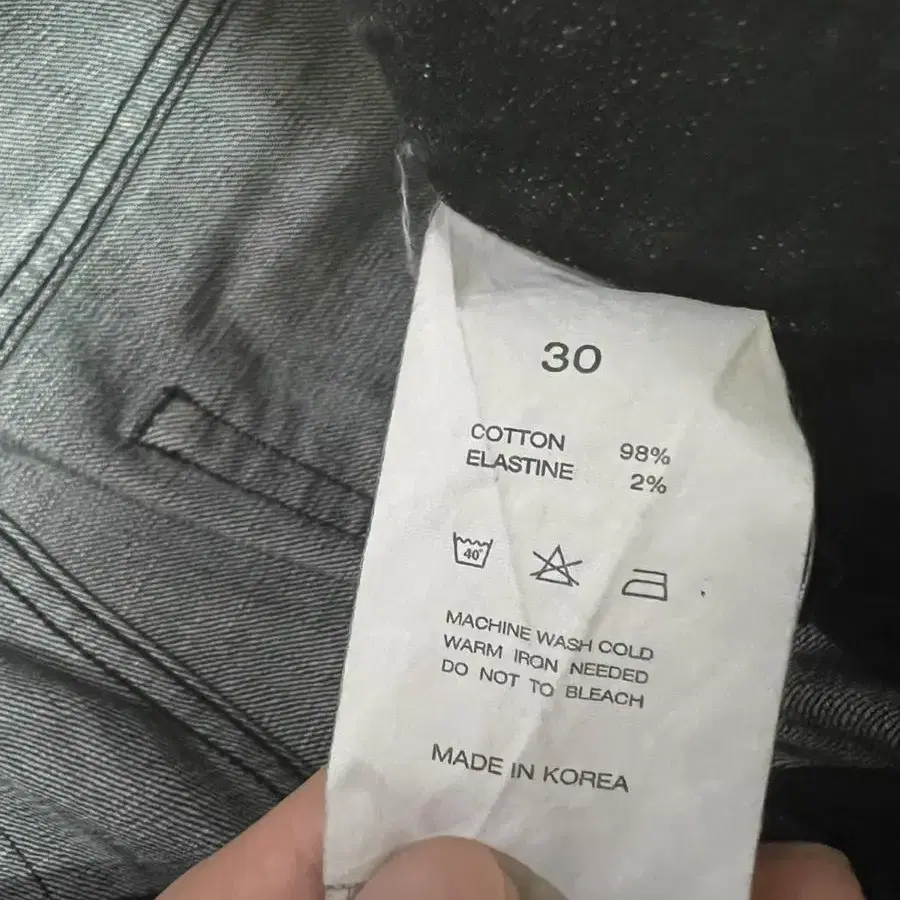 30
COTTON 98%
ELASTINE 2%
40°
MACHINE WASH COLD
WARM IRON NEEDED
DO NOT TO BLEACH
MADE IN KOREA